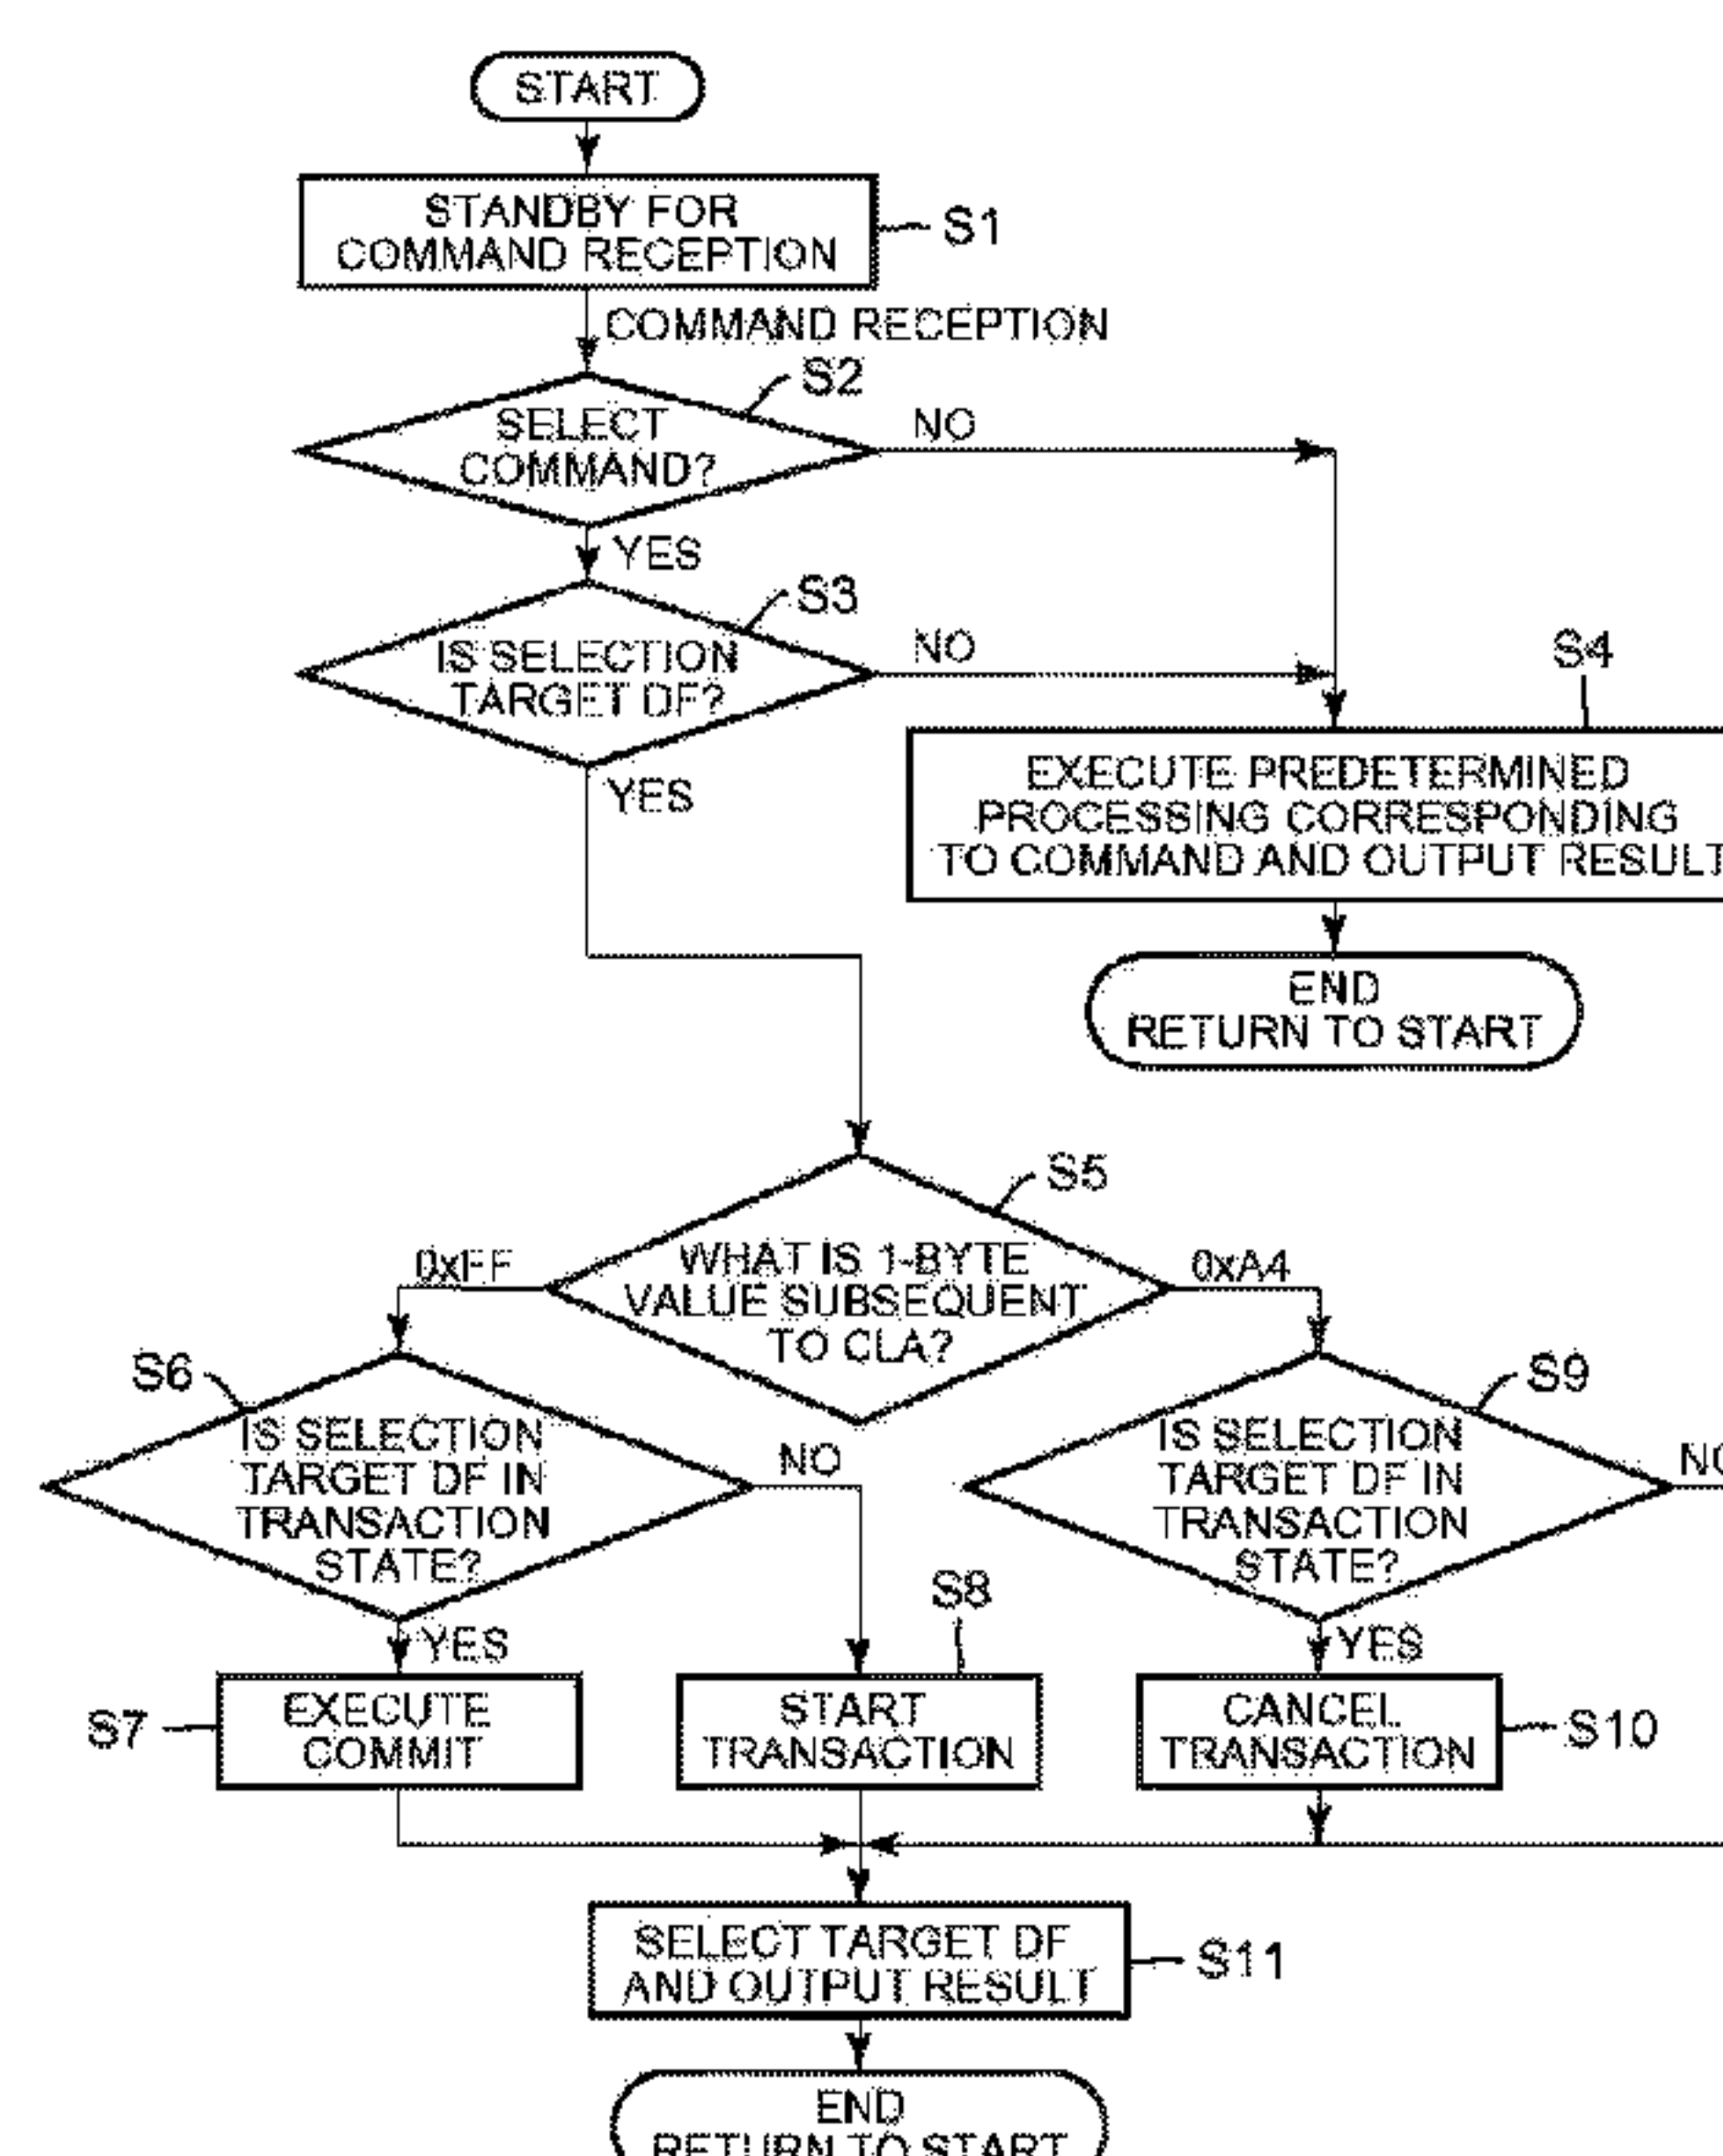 START
STANDBY FOR
COMMAND RECEPTION
S1
COMMAND RECEPTION
S2
SELECT
COMMAND?
NO
YES
S3
IS SELECTION
TARGET DF?
NO
S4
YES
EXECUTE PREDETERMINED
PROCESSING CORRESPONDING
TO COMMAND AND OUTPUT RESULT
END
RETURN TO START
S5
0xFF
WHAT IS 1-BYTE
VALUE SUBSEQUENT
TO CLA?
0xA4
S6
IS SELECTION
TARGET DF IN
TRANSACTION
STATE?
NO
S9
IS SELECTION
TARGET DF IN
TRANSACTION
STATE?
NO
YES
S8
YES
S7
EXECUTE
COMMIT
START
TRANSACTION
CANCEL
TRANSACTION
S10
SELECT TARGET DF
AND OUTPUT RESULT
S11
END
RETURN TO START